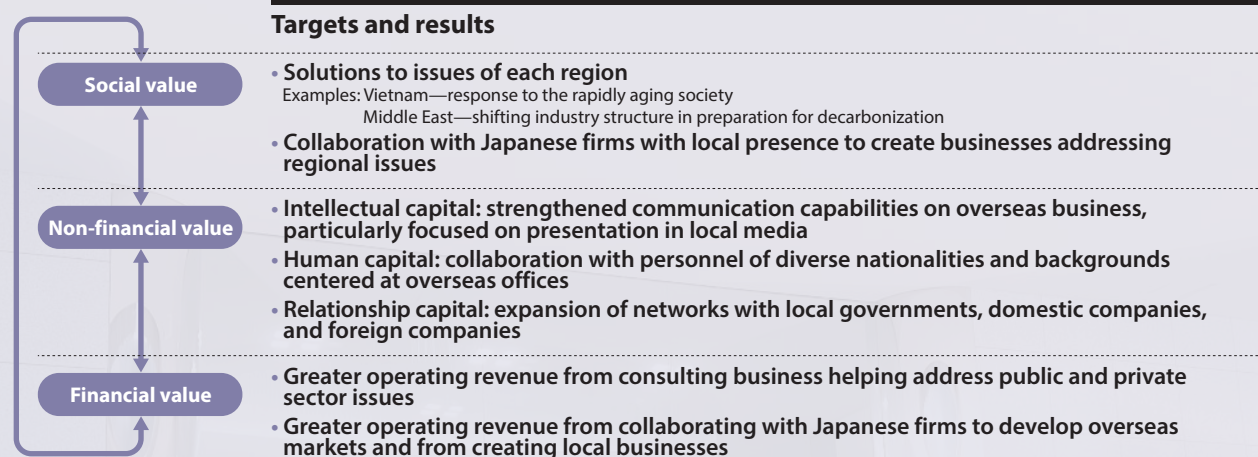 Targets and results
Social value
• Solutions to issues of each region
Examples: Vietnam—response to the rapidly aging society
Middle East—shifting industry structure in preparation for decarbonization
• Collaboration with Japanese firms with local presence to create businesses addressing
regional issues
Non-financial value
• Intellectual capital: strengthened communication capabilities on overseas business,
particularly focused on presentation in local media
• Human capital: collaboration with personnel of diverse nationalities and backgrounds
centered at overseas offices
• Relationship capital: expansion of networks with local governments, domestic companies,
and foreign companies
Financial value
• Greater operating revenue from consulting business helping address public and private
sector issues
• Greater operating revenue from collaborating with Japanese firms to develop overseas
markets and from creating local businesses